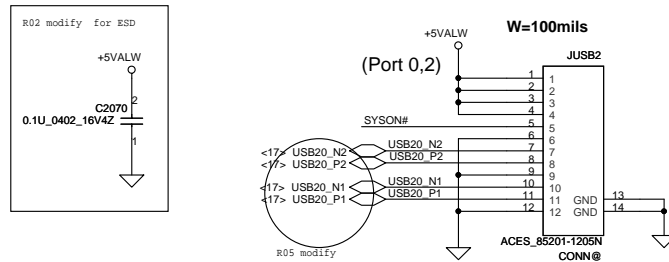 R02 modify for ESD
+5VALW
2
C2070
0.1U_0402_16V4Z
1
W=100mils
+5VALW
JUSB2
(Port 0,2)
1 1
2 2
3 3
4 4
SYSON# 5 5
6 6
<17> USB20_N2 USB20_N2 7 7
<17> USB20_P2 USB20_P2 8 8
9 9
<17> USB20_N1 USB20_N1 10 10
<17> USB20_P1 USB20_P1 11 11 GND 13
12 12 GND 14
R05 modify
ACES_85201-1205N
CONN@